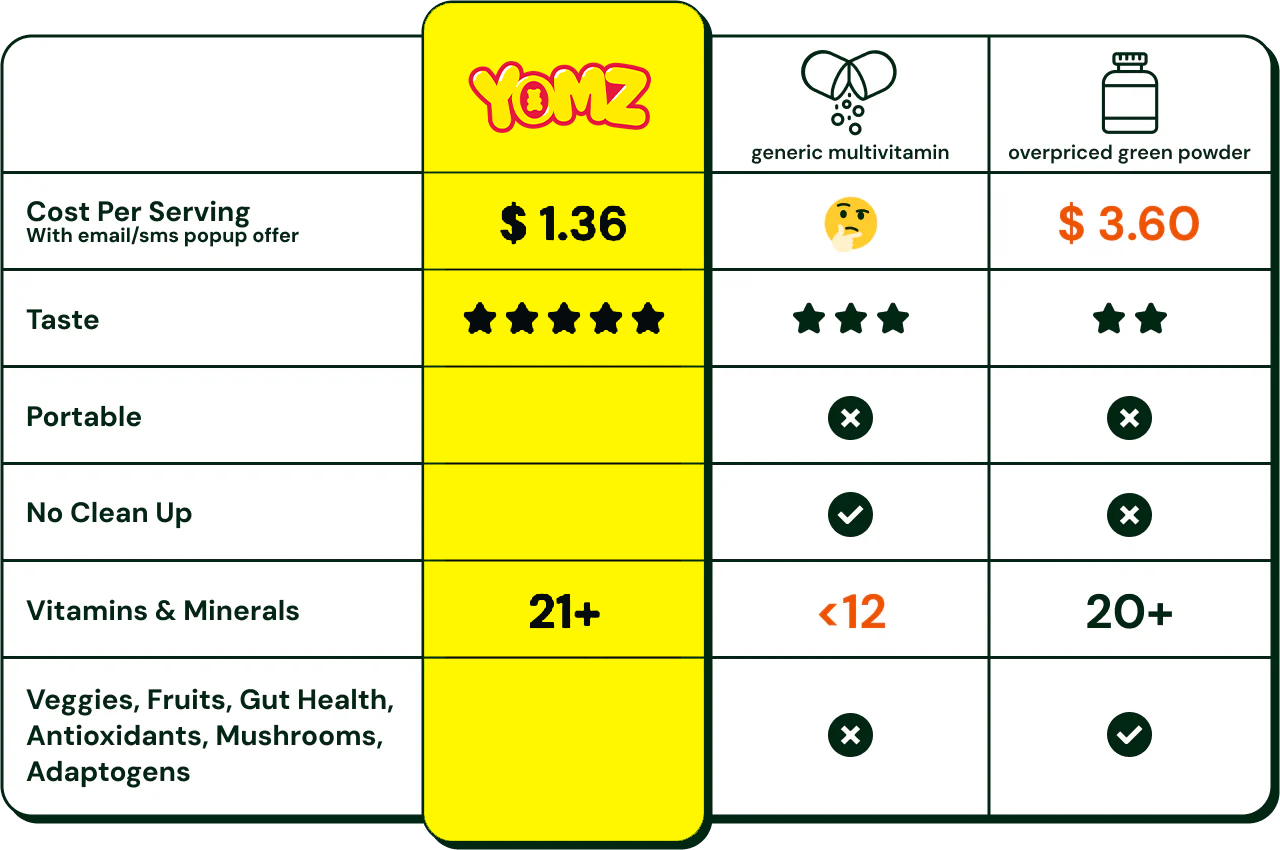 YOMZ
generic multivitamin
overpriced green powder
Cost Per Serving
With email/sms popup offer
$ 1.36
$ 3.60
Taste
Portable
No Clean Up
Vitamins & Minerals
21+
<12
20+
Veggies, Fruits, Gut Health,
Antioxidants, Mushrooms,
Adaptogens